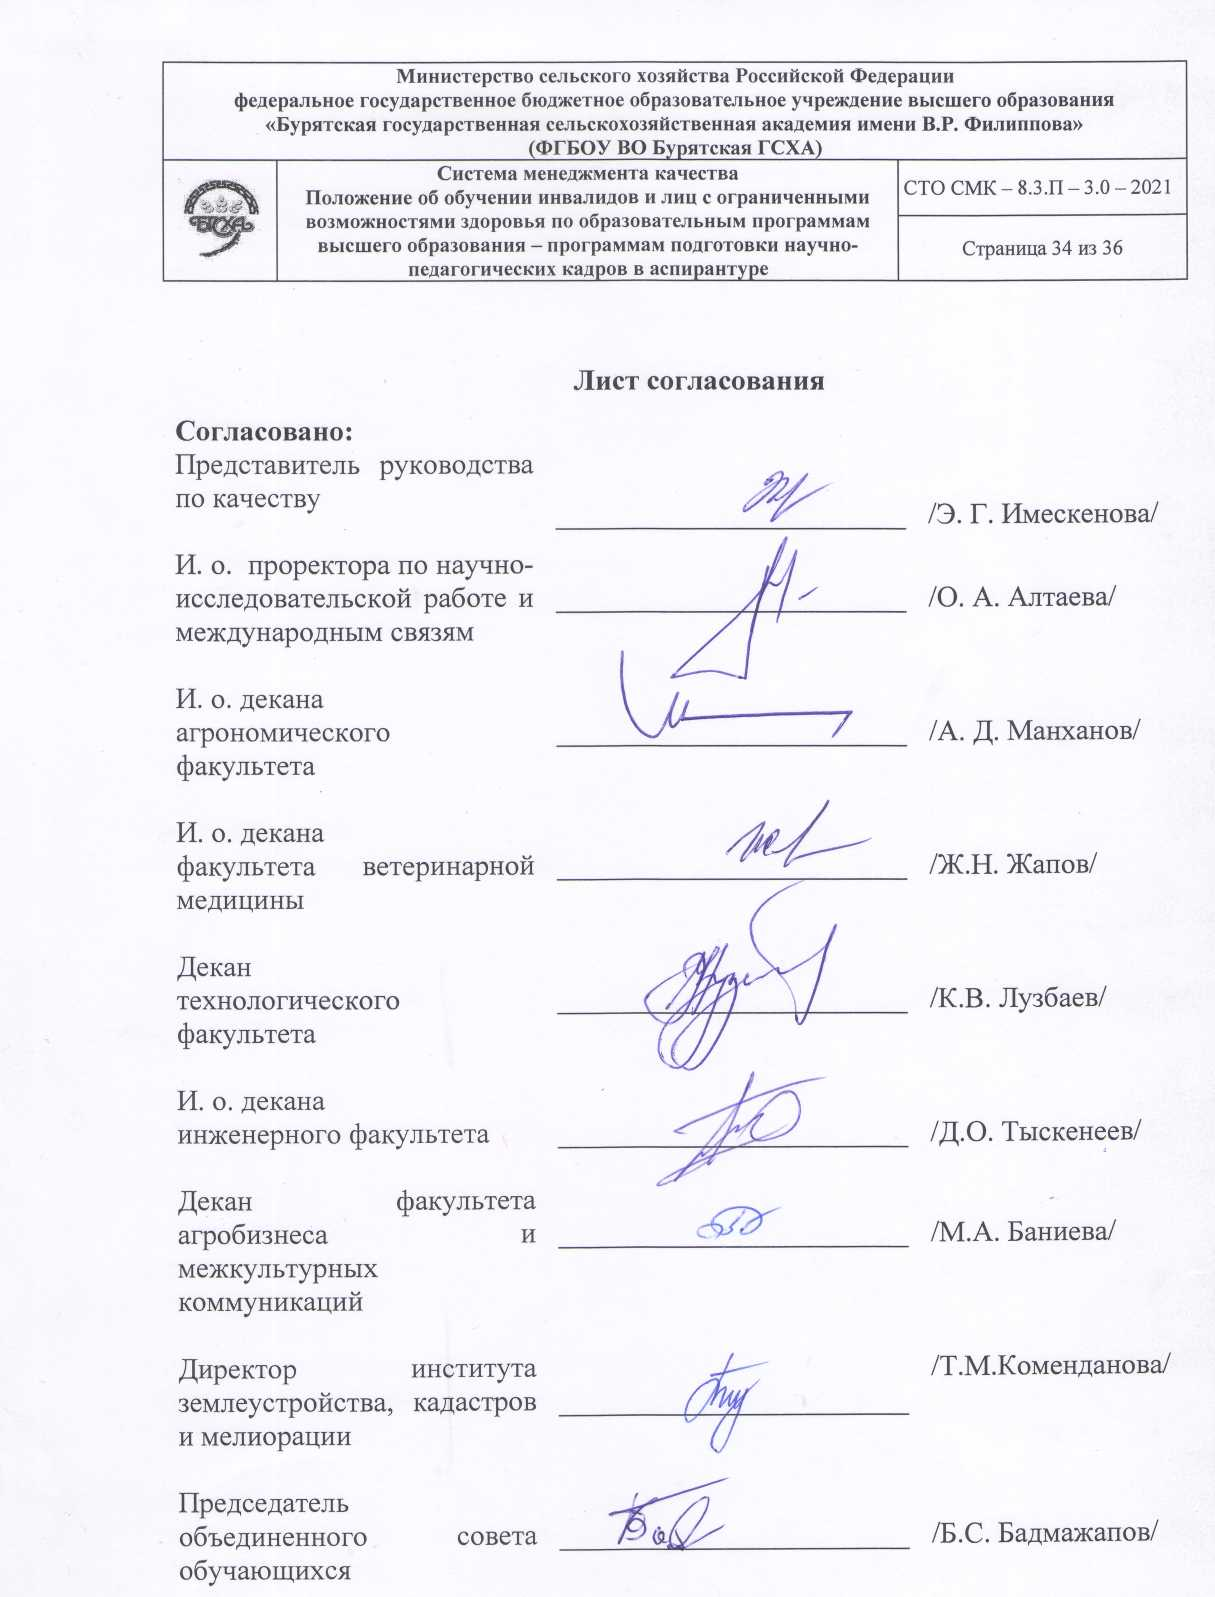 Министерство сельского хозяйства Российской Федерации
федеральное государственное бюджетное образовательное учреждение высшего образования
«Бурятская государственная сельскохозяйственная академия имени В.Р. Филиппова»
(ФГБОУ ВО Бурятская ГСХА)
БГСХА
Система менеджмента качества
Положение об обучении инвалидов и лиц с ограниченными
возможностями здоровья по образовательным программам
высшего образования – программам подготовки научно-
педагогических кадров в аспирантуре
СТО СМК – 8.3.П – 3.0 – 2021
Страница 34 из 36
Лист согласования
Согласовано:
Представитель руководства
по качеству
/Э. Г. Имескенова/
И. о. проректора по научно-
исследовательской работе и
международным связям
/О. А. Алтаева/
И. о. декана
агрономического
факультета
/А. Д. Манханов/
И. о. декана
факультета ветеринарной
медицины
/Ж.Н. Жапов/
Декан
технологического
факультета
/К.В. Лузбаев/
И. о. декана
инженерного факультета
/Д.О. Тыскенеев/
Декан факультета
агробизнеса и
межкультурных
коммуникаций
/М.А. Баниева/
Директор института
землеустройства, кадастров
и мелиорации
/Т.М.Коменданова/
Председатель
объединенного совета
обучающихся
/Б.С. Бадмажапов/